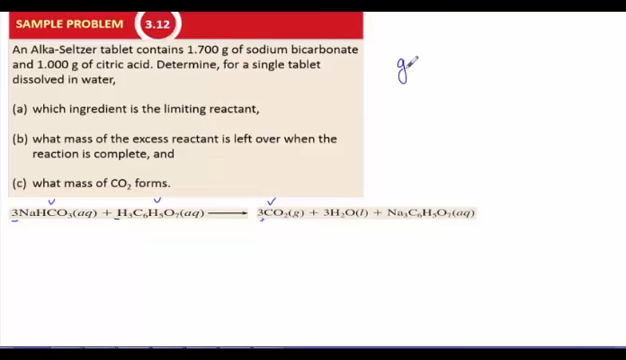 SAMPLE PROBLEM 3.12
An Alka-Seltzer tablet contains 1.700 g of sodium bicarbonate
and 1.000 g of citric acid. Determine, for a single tablet
dissolved in water,
(a) which ingredient is the limiting reactant,
(b) what mass of the excess reactant is left over when the
reaction is complete, and
(c) what mass of CO₂ forms.
3NaHCO₃(aq) + H₃C₆H₅O₇(aq) ⟶ 3CO₂(g) + 3H₂O(l) + Na₃C₆H₅O₇(aq)
g